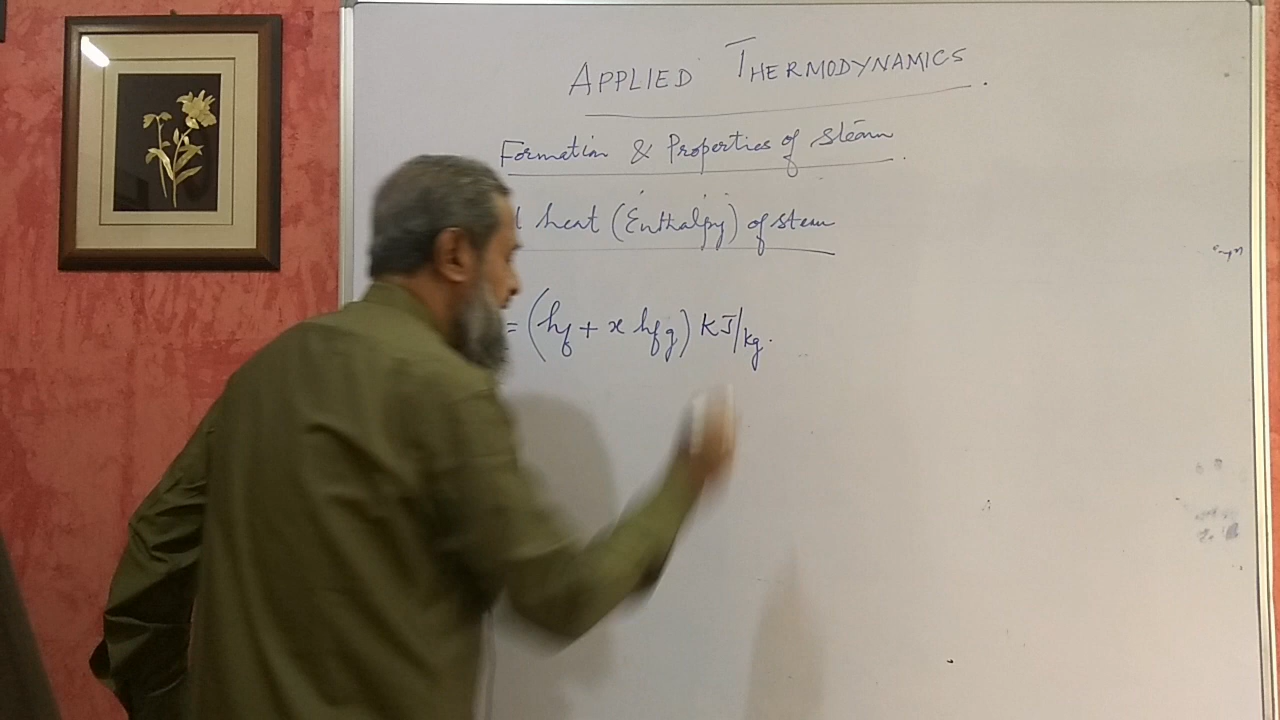 APPLIED THERMODYNAMICS.
Formation & Properties of steam.
l heat (Enthalpy) of steam
= (hf + x hfg) KJ/kg.